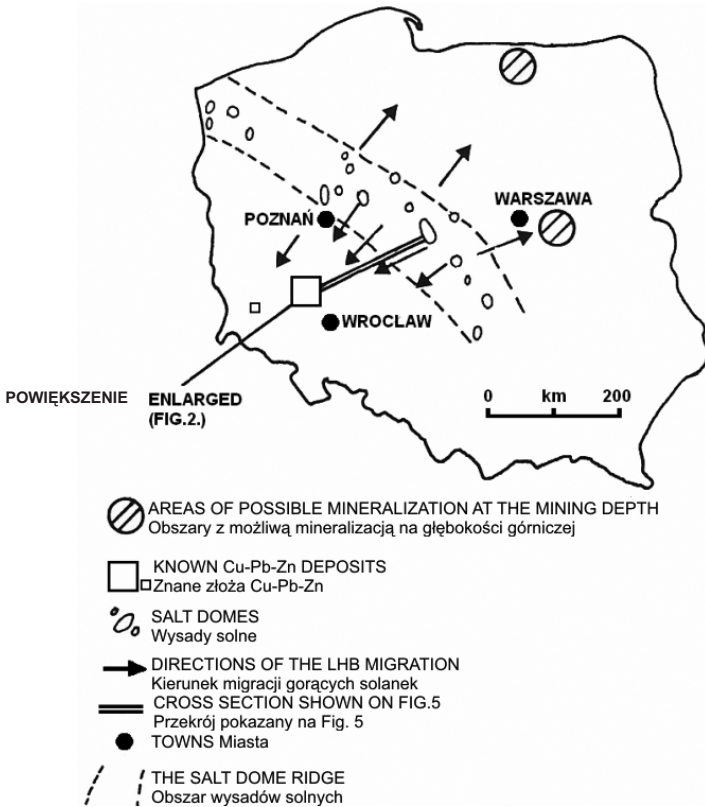 WARSZAWA
POZNAŃ
WROCLAW
0 km 200
POWIĘKSZENIE ENLARGED
(FIG.2.)
AREAS OF POSSIBLE MINERALIZATION AT THE MINING DEPTH
Obszary z możliwą mineralizacją na głębokości górniczej
KNOWN Cu-Pb-Zn DEPOSITS
Znane złoża Cu-Pb-Zn
SALT DOMES
Wysady solne
DIRECTIONS OF THE LHB MIGRATION
Kierunek migracji gorących solanek
CROSS SECTION SHOWN ON FIG.5
Przekrój pokazany na Fig. 5
TOWNS Miasta
THE SALT DOME RIDGE
Obszar wysadów solnych